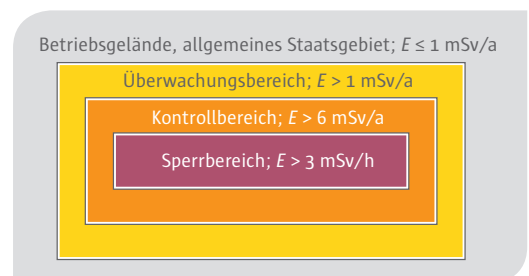 Betriebsgelände, allgemeines Staatsgebiet; E ≤ 1 mSv/a
Überwachungsbereich; E > 1 mSv/a
Kontrollbereich; E > 6 mSv/a
Sperrbereich; E > 3 mSv/h